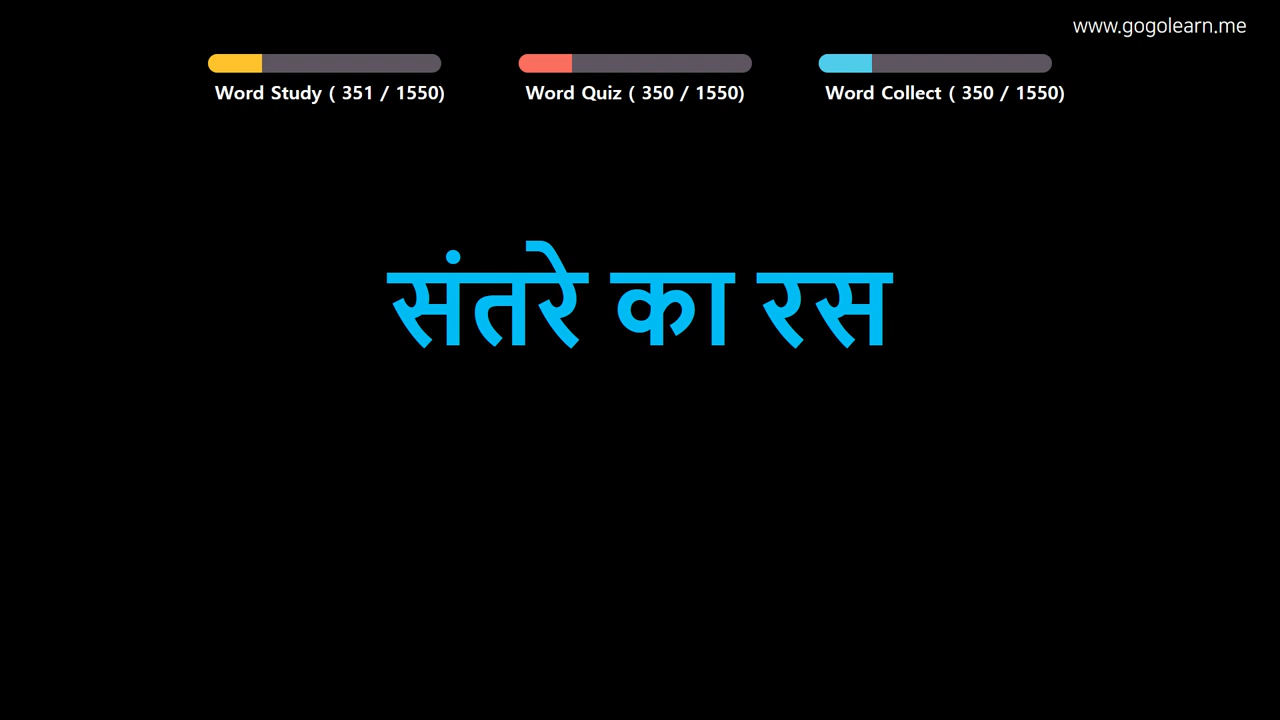 www.gogolearn.me
Word Study ( 351 / 1550) Word Quiz ( 350 / 1550) Word Collect ( 350 / 1550)
संतरे का रस